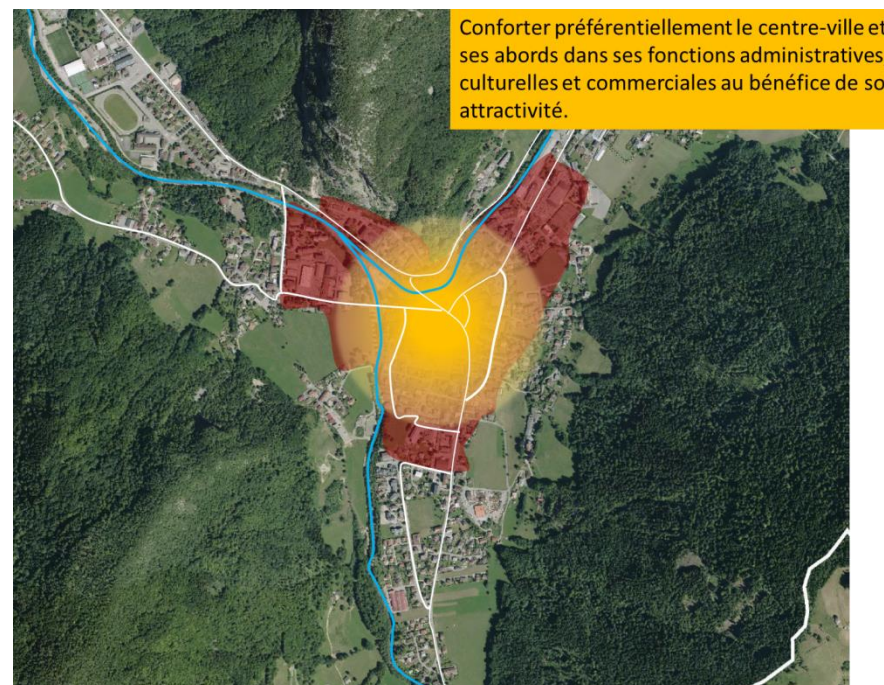 Conforter préférentiellement le centre-ville et
ses abords dans ses fonctions administratives
culturelles et commerciales au bénéfice de so
attractivité.